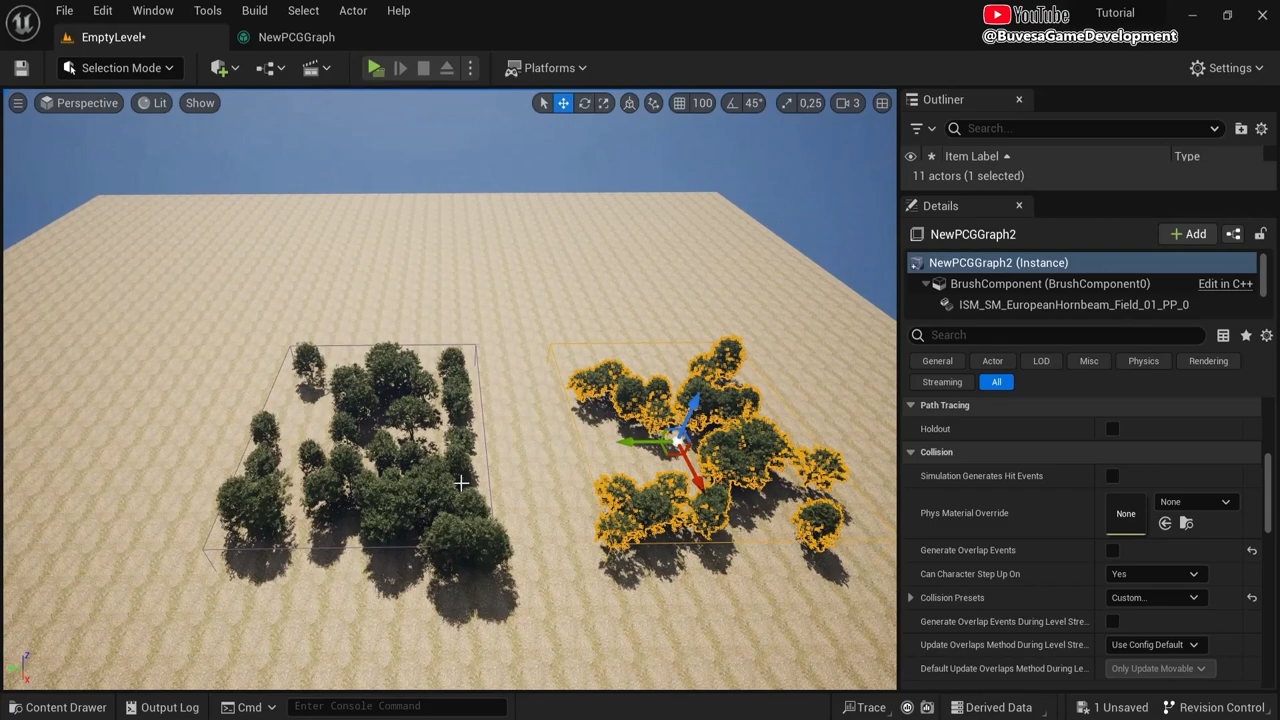 File Edit Window Tools Build Select Actor Help
YouTube Tutorial
@BuvesaGameDevelopment
EmptyLevel* NewPCGGraph
Selection Mode Platforms Settings
Perspective Lit Show 100 45° 0,25 3
Outliner
Search...
Item Label Type
11 actors (1 selected)
Details
NewPCGGraph2 + Add
NewPCGGraph2 (Instance)
BrushComponent (BrushComponent0) Edit in C++
ISM_SM_EuropeanHornbeam_Field_01_PP_0
Search
General Actor LOD Misc Physics Rendering
Streaming All
Path Tracing
Holdout
Collision
Simulation Generates Hit Events
Phys Material Override None None
Generate Overlap Events
Can Character Step Up On Yes
Collision Presets Custom...
Generate Overlap Events During Level Stre...
Update Overlaps Method During Level Stre... Use Config Default
Default Update Overlaps Method During Le... Only Update Movable
z
x
Content Drawer Output Log Cmd Enter Console Command Trace Derived Data 1 Unsaved Revision Control